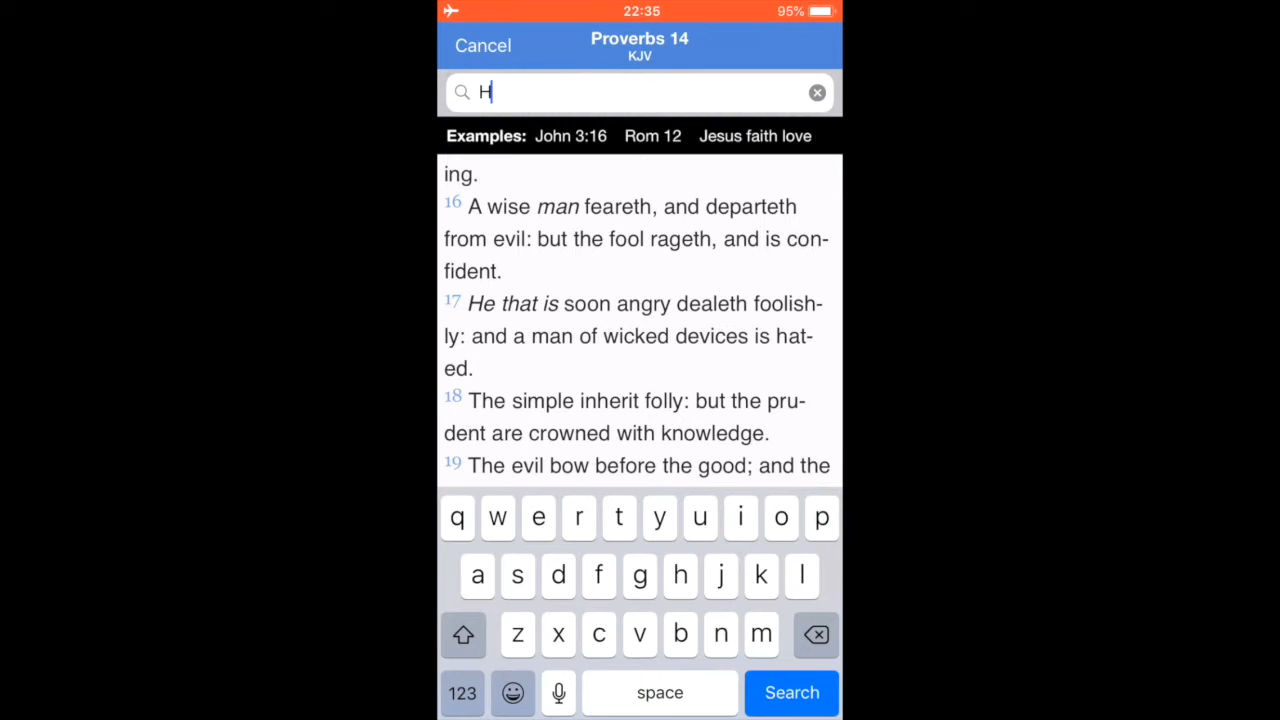 22:35
95%
Cancel
Proverbs 14
KJV
H
Examples: John 3:16 Rom 12 Jesus faith love
ing.
16 A wise man feareth, and departeth
from evil: but the fool rageth, and is con-
fident.
17 He that is soon angry dealeth foolish-
ly: and a man of wicked devices is hat-
ed.
18 The simple inherit folly: but the pru-
dent are crowned with knowledge.
19 The evil bow before the good; and the
q w e r t y u i o p
a s d f g h j k l
z x c v b n m
123 space Search